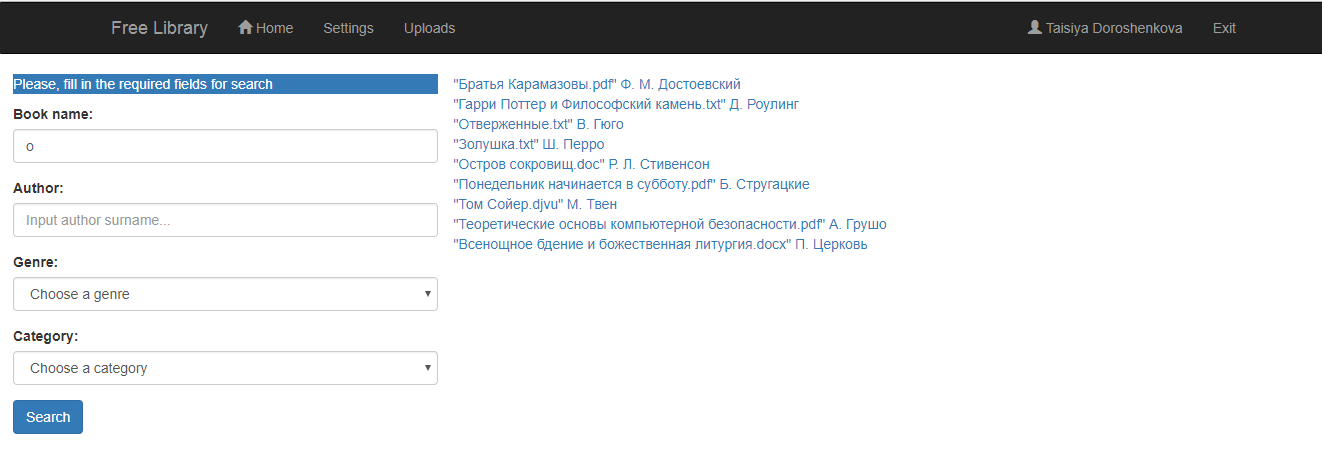 Free Library Home Settings Uploads Taisiya Doroshenkova Exit
Please, fill in the required fields for search
Book name:
о
Author:
Input author surname...
Genre:
Choose a genre
Category:
Choose a category
Search
"Братья Карамазовы.pdf" Ф. М. Достоевский
"Гарри Поттер и Философский камень.txt" Д. Роулинг
"Отверженные.txt" В. Гюго
"Золушка.txt" Ш. Перро
"Остров сокровищ.doc" Р. Л. Стивенсон
"Понедельник начинается в субботу.pdf" Б. Стругацкие
"Том Сойер.djvu" М. Твен
"Теоретические основы компьютерной безопасности.pdf" А. Грушо
"Всенощное бдение и божественная литургия.docx" П. Церковь